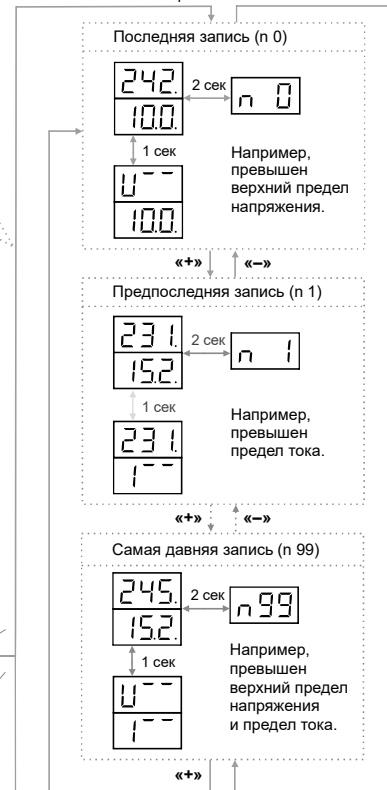 Последняя запись (n 0)
242.
10.0.
2 сек
n 0
1 сек
U‾ ‾
10.0.
Например,
превышен
верхний предел
напряжения.
«+» «–»
Предпоследняя запись (n 1)
231.
15.2.
2 сек
n 1
1 сек
231.
I‾ ‾
Например,
превышен
предел тока.
«+» «–»
Самая давняя запись (n 99)
245.
15.2.
2 сек
n 99
1 сек
U‾ ‾
I‾ ‾
Например,
превышен
верхний предел
напряжения
и предел тока.
«+»